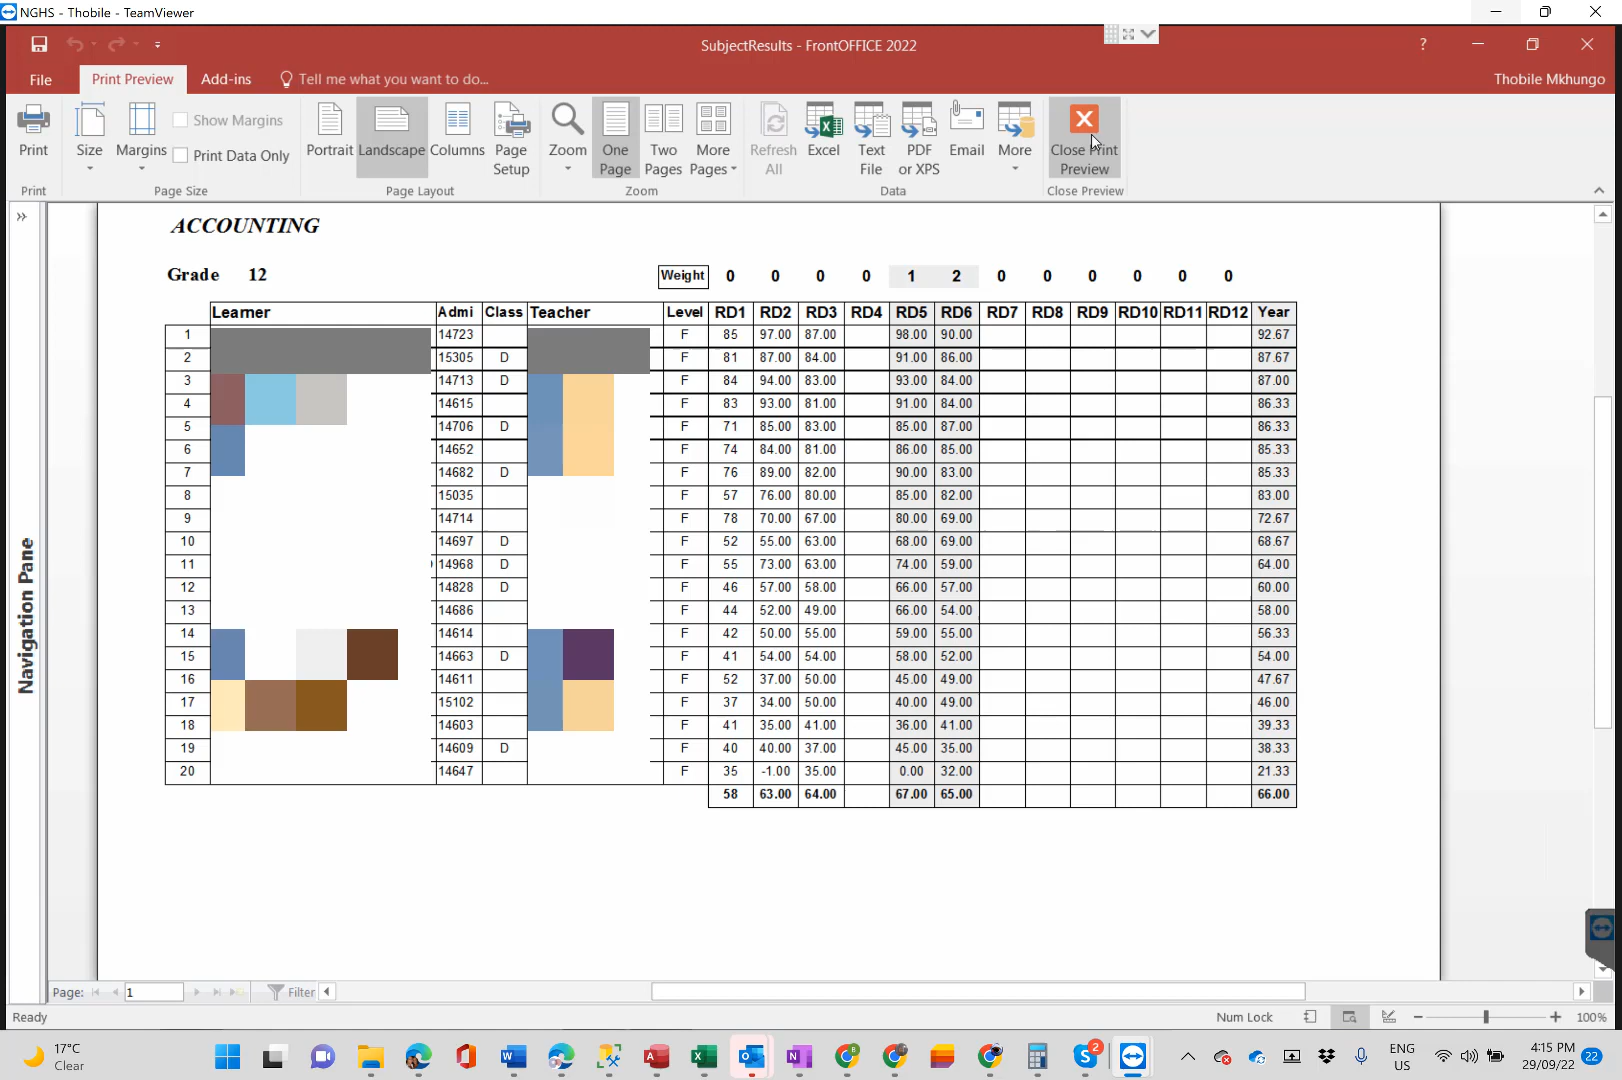 NGHS - Thobile - TeamViewer
SubjectResults - FrontOFFICE 2022
?
File
Print Preview
Add-ins
Tell me what you want to do...
Thobile Mkhungo
Print
Size
Margins
Show Margins
Print Data Only
Portrait
Landscape
Columns
Page Setup
Zoom
One Page
Two Pages
More Pages
Refresh All
Excel
Text File
PDF or XPS
Email
More
Close Print Preview
Print
Page Size
Page Layout
Zoom
Data
Close Preview
Navigation Pane
ACCOUNTING
Grade 12
Weight 0 0 0 0 1 2 0 0 0 0 0 0
Learner Admi Class Teacher Level RD1 RD2 RD3 RD4 RD5 RD6 RD7 RD8 RD9 RD10 RD11 RD12 Year
1 14723 F 85 97.00 87.00 98.00 90.00 92.67
2 15305 D F 81 87.00 84.00 91.00 86.00 87.67
3 14713 D F 84 94.00 83.00 93.00 84.00 87.00
4 14615 F 83 93.00 81.00 91.00 84.00 86.33
5 14706 D F 71 85.00 83.00 85.00 87.00 86.33
6 14652 F 74 84.00 81.00 86.00 85.00 85.33
7 14682 D F 76 89.00 82.00 90.00 83.00 85.33
8 15035 F 57 76.00 80.00 85.00 82.00 83.00
9 14714 F 78 70.00 67.00 80.00 69.00 72.67
10 14697 D F 52 55.00 63.00 68.00 69.00 68.67
11 14968 D F 55 73.00 63.00 74.00 59.00 64.00
12 14828 D F 46 57.00 58.00 66.00 57.00 60.00
13 14686 F 44 52.00 49.00 66.00 54.00 58.00
14 14614 F 42 50.00 55.00 59.00 55.00 56.33
15 14663 D F 41 54.00 54.00 58.00 52.00 54.00
16 14611 F 52 37.00 50.00 45.00 49.00 47.67
17 15102 F 37 34.00 50.00 40.00 49.00 46.00
18 14603 F 41 35.00 41.00 36.00 41.00 39.33
19 14609 D F 40 40.00 37.00 45.00 35.00 38.33
20 14647 F 35 -1.00 35.00 0.00 32.00 21.33
58 63.00 64.00 67.00 65.00 66.00
Page: 1 Filter
Ready
Num Lock
100%
17°C
Clear
2
ENG
US
4:15 PM
29/09/22
22